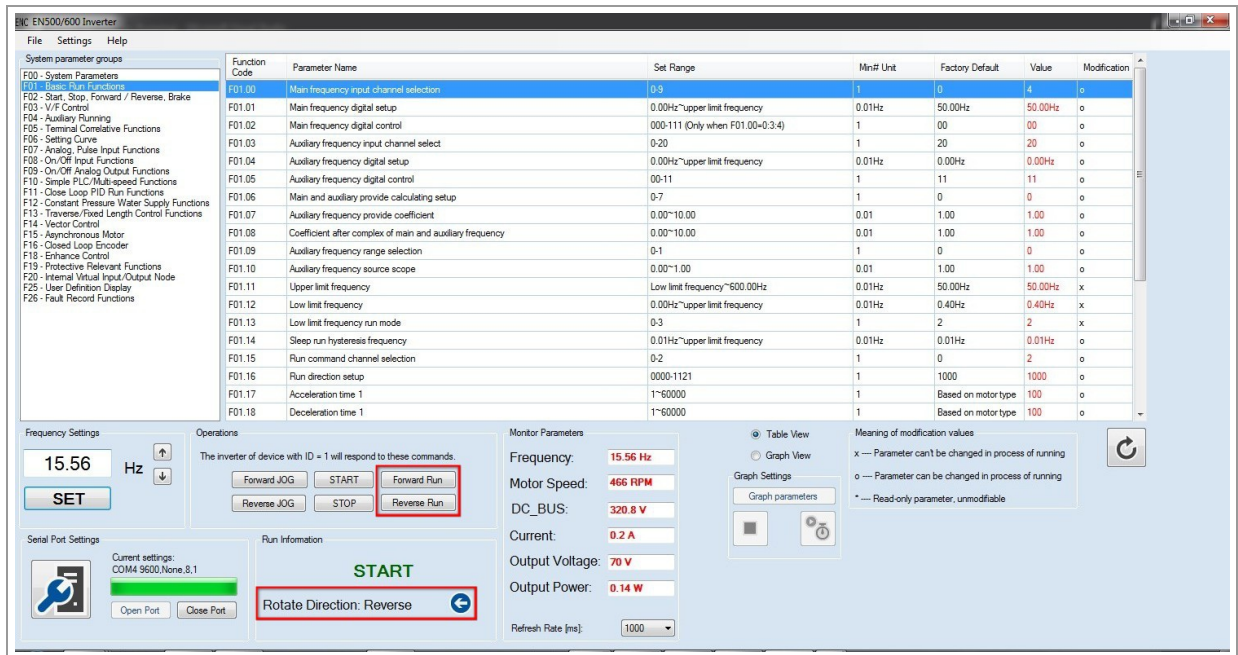 ENC EN500/600 Inverter
File Settings Help
System parameter groups
F00 - System Parameters
F01 - Basic Run Functions
F02 - Start, Stop, Forward / Reverse, Brake
F03 - V/F Control
F04 - Auxiliary Running
F05 - Terminal Correlative Functions
F06 - Setting Curve
F07 - Analog, Pulse Input Functions
F08 - On/Off Input Functions
F09 - On/Off Analog Output Functions
F10 - Simple PLC/Multi-speed Functions
F11 - Close Loop PID Run Functions
F12 - Constant Pressure Water Supply Functions
F13 - Traverse/Fixed Length Control Functions
F14 - Vector Control
F15 - Asynchronous Motor
F16 - Closed Loop Encoder
F18 - Enhance Control
F19 - Protective Relevant Functions
F20 - Internal Virtual Input/Output Node
F25 - User Definition Display
F26 - Fault Record Functions
Function Code Parameter Name Set Range Min# Unit Factory Default Value Modification
F01.00 Main frequency input channel selection 0-9 1 0 4 o
F01.01 Main frequency digital setup 0.00Hz~upper limit frequency 0.01Hz 50.00Hz 50.00Hz o
F01.02 Main frequency digital control 000-111 (Only when F01.00=0:3:4) 1 00 00 o
F01.03 Auxiliary frequency input channel select 0-20 1 20 20 o
F01.04 Auxiliary frequency digital setup 0.00Hz~upper limit frequency 0.01Hz 0.00Hz 0.00Hz o
F01.05 Auxiliary frequency digital control 00-11 1 11 11 o
F01.06 Main and auxiliary provide calculating setup 0-7 1 0 0 o
F01.07 Auxiliary frequency provide coefficient 0.00~10.00 0.01 1.00 1.00 o
F01.08 Coefficient after complex of main and auxiliary frequency 0.00~10.00 0.01 1.00 1.00 o
F01.09 Auxiliary frequency range selection 0-1 1 0 0 o
F01.10 Auxiliary frequency source scope 0.00~1.00 0.01 1.00 1.00 o
F01.11 Upper limit frequency Low limit frequency~600.00Hz 0.01Hz 50.00Hz 50.00Hz x
F01.12 Low limit frequency 0.00Hz~upper limit frequency 0.01Hz 0.40Hz 0.40Hz x
F01.13 Low limit frequency run mode 0-3 1 2 2 x
F01.14 Sleep run hysteresis frequency 0.01Hz~upper limit frequency 0.01Hz 0.01Hz 0.01Hz o
F01.15 Run command channel selection 0-2 1 0 2 o
F01.16 Run direction setup 0000-1121 1 1000 1000 o
F01.17 Acceleration time 1 1~60000 1 Based on motor type 100 o
F01.18 Deceleration time 1 1~60000 1 Based on motor type 100 o
Frequency Settings
15.56 Hz
SET
Operations
The inverter of device with ID = 1 will respond to these commands.
Forward JOG START Forward Run
Reverse JOG STOP Reverse Run
Serial Port Settings
Current settings:
COM4 9600,None,8,1
Open Port Close Port
Run Information
START
Rotate Direction: Reverse
Monitor Parameters
Frequency: 15.56 Hz
Motor Speed: 466 RPM
DC_BUS: 320.8 V
Current: 0.2 A
Output Voltage: 70 V
Output Power: 0.14 W
Refresh Rate [ms]: 1000
Table View
Graph View
Graph Settings
Graph parameters
Meaning of modification values
x --- Parameter can't be changed in process of running
o --- Parameter can be changed in process of running
* --- Read-only parameter, unmodifiable